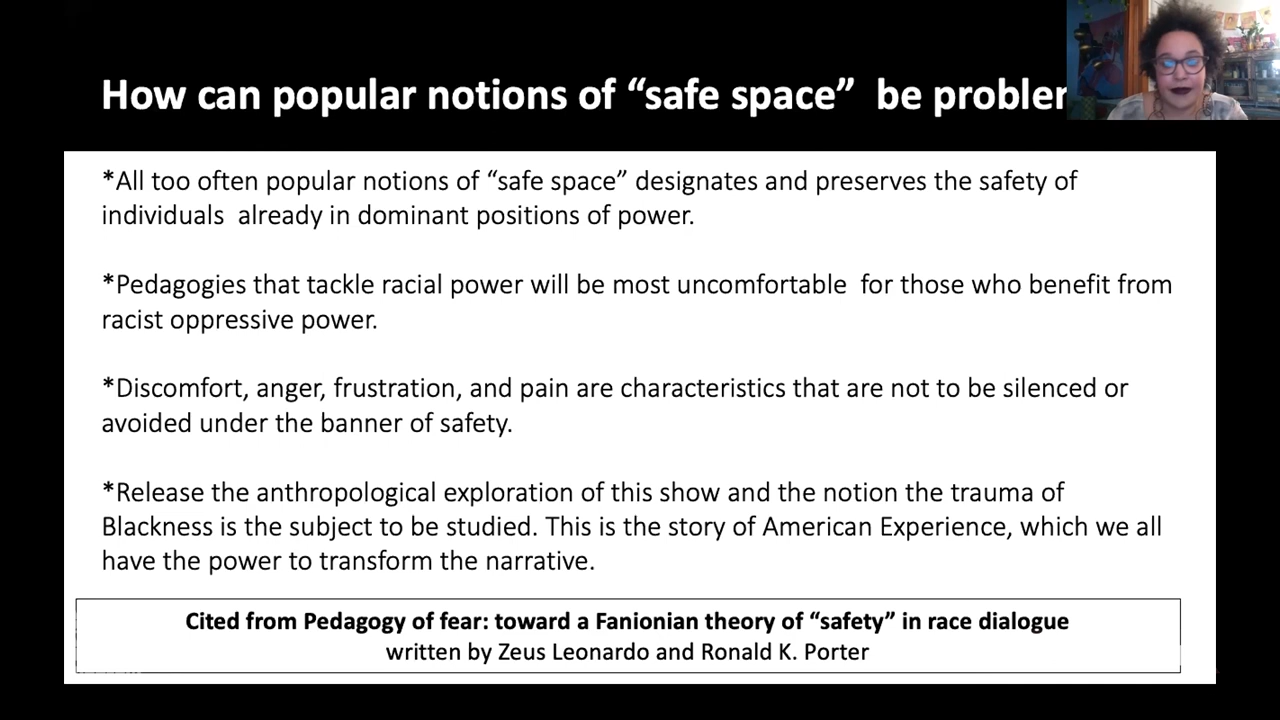 How can popular notions of “safe space” be problem
*All too often popular notions of “safe space” designates and preserves the safety of
individuals already in dominant positions of power.
*Pedagogies that tackle racial power will be most uncomfortable for those who benefit from
racist oppressive power.
*Discomfort, anger, frustration, and pain are characteristics that are not to be silenced or
avoided under the banner of safety.
*Release the anthropological exploration of this show and the notion the trauma of
Blackness is the subject to be studied. This is the story of American Experience, which we all
have the power to transform the narrative.
Cited from Pedagogy of fear: toward a Fanionian theory of “safety” in race dialogue
written by Zeus Leonardo and Ronald K. Porter